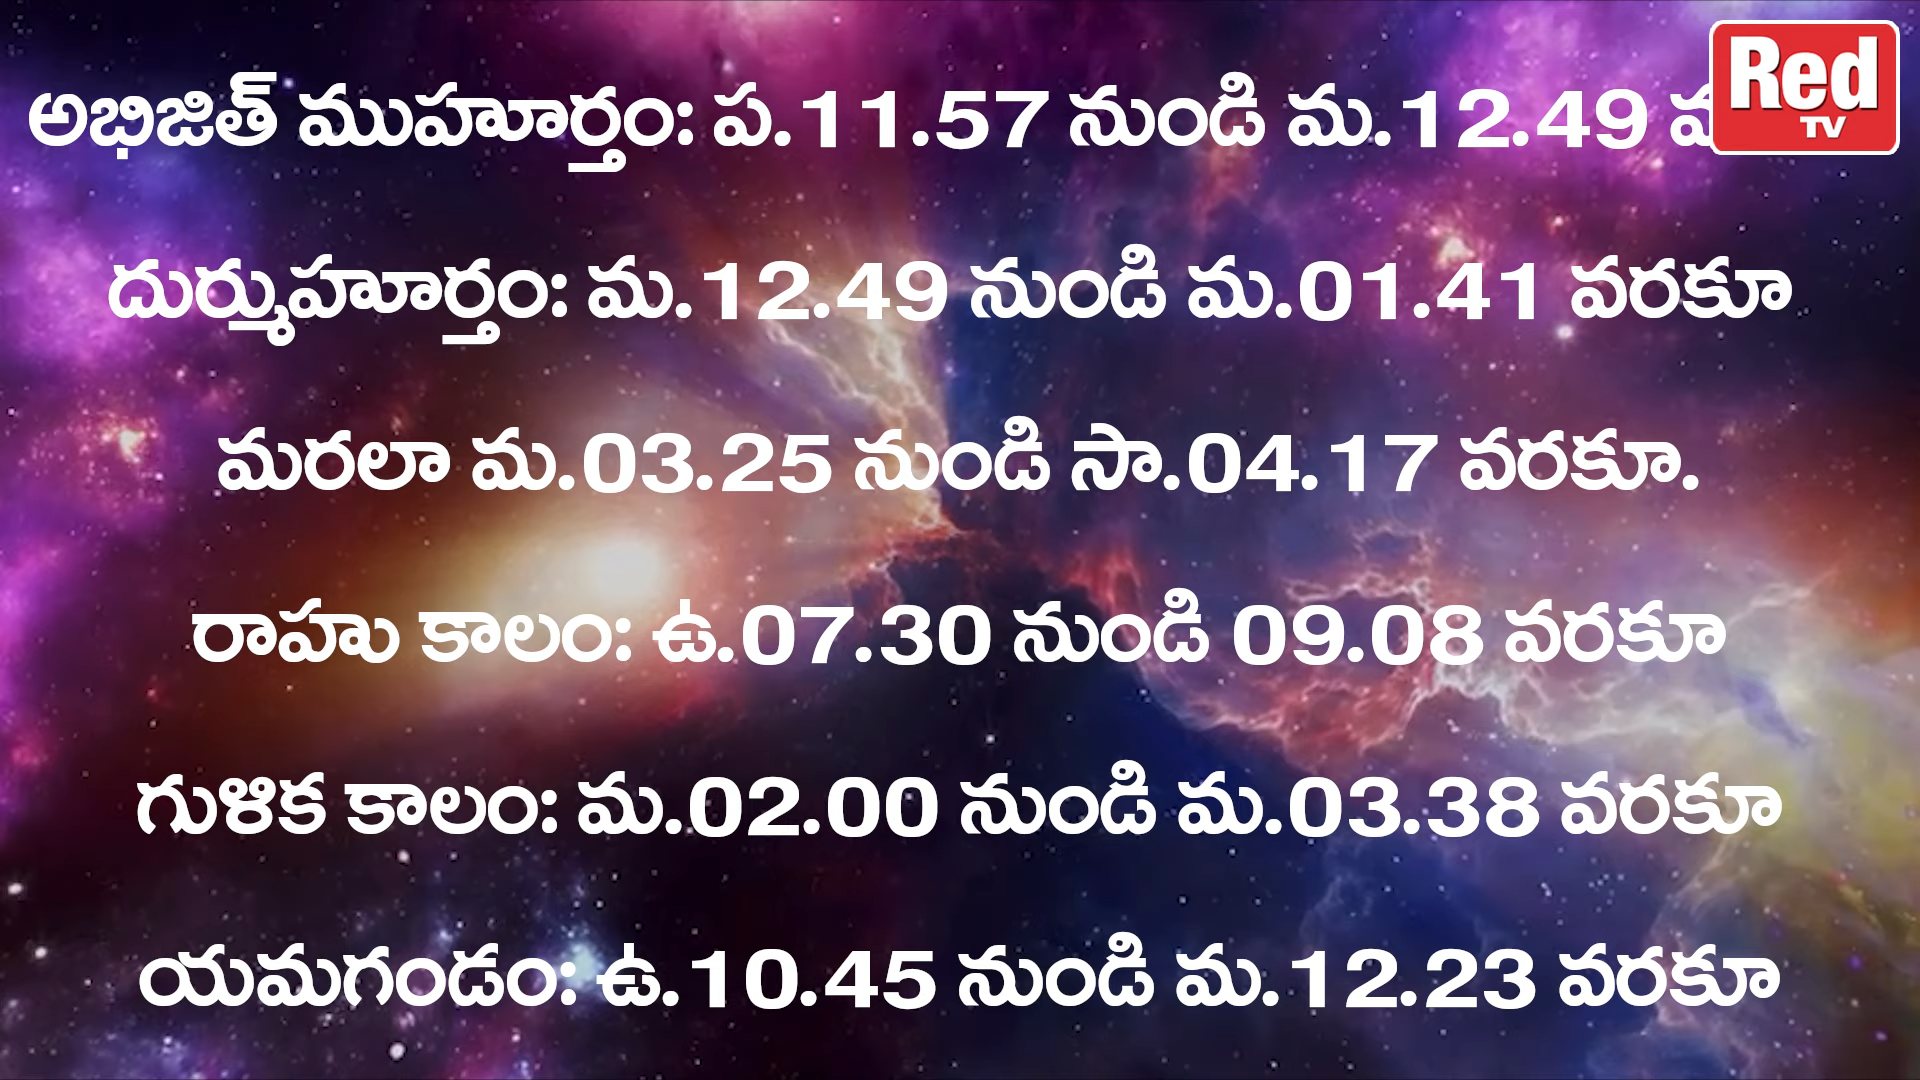 అభిజిత్ ముహూర్తం: ప.11.57 నుండి మ.12.49
Red
TV
దుర్ముహూర్తం: మ.12.49 నుండి మ.01.41 వరకూ
మరలా మ.03.25 నుండి సా.04.17 వరకూ.
రాహు కాలం: ఉ.07.30 నుండి 09.08 వరకూ
గుళిక కాలం: మ.02.00 నుండి మ.03.38 వరకూ
యమగండం: ఉ.10.45 నుండి మ.12.23 వరకూ